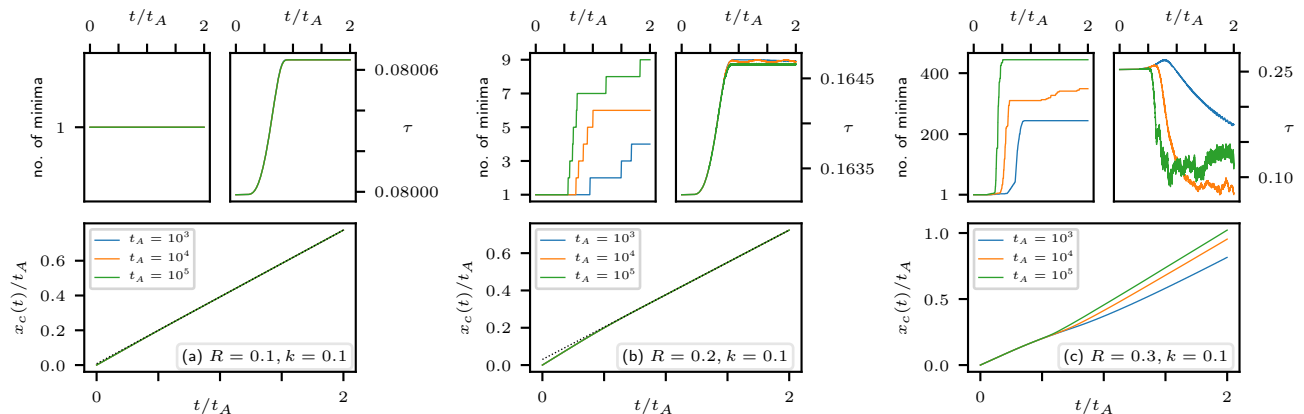 t/t_A
t/t_A
0 2
0 2
no. of minima
1
0.08006
τ
0.08000
x_c(t)/t_A
0.6
0.4
0.2
0.0
t_A = 10^3
t_A = 10^4
t_A = 10^5
(a) R = 0.1, k = 0.1
0 2
t/t_A
t/t_A
t/t_A
0 2
0 2
no. of minima
9
7
5
3
1
0.1645
τ
0.1635
x_c(t)/t_A
0.6
0.4
0.2
0.0
t_A = 10^3
t_A = 10^4
t_A = 10^5
(b) R = 0.2, k = 0.1
0 2
t/t_A
t/t_A
t/t_A
0 2
0 2
no. of minima
400
200
1
0.25
τ
0.10
x_c(t)/t_A
1.0
0.5
0.0
t_A = 10^3
t_A = 10^4
t_A = 10^5
(c) R = 0.3, k = 0.1
0 2
t/t_A